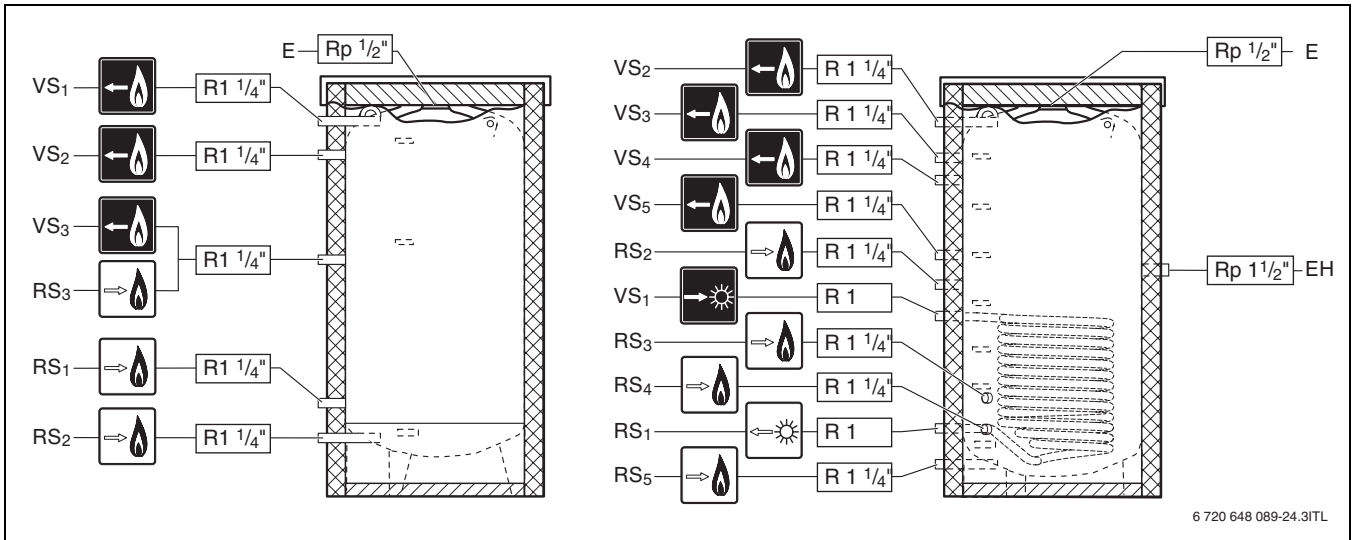 E Rp 1/2"
VS1 R1 1/4"
VS2 R1 1/4"
VS3
R1 1/4"
RS3
RS1 R1 1/4"
RS2 R1 1/4"
VS2 R 1 1/4"
Rp 1/2" E
VS3 R 1 1/4"
VS4 R 1 1/4"
VS5 R 1 1/4"
RS2 R 1 1/4"
Rp 1 1/2" EH
VS1 R 1
RS3 R 1 1/4"
RS4 R 1 1/4"
RS1 R 1
RS5 R 1 1/4"
6 720 648 089-24.3ITL